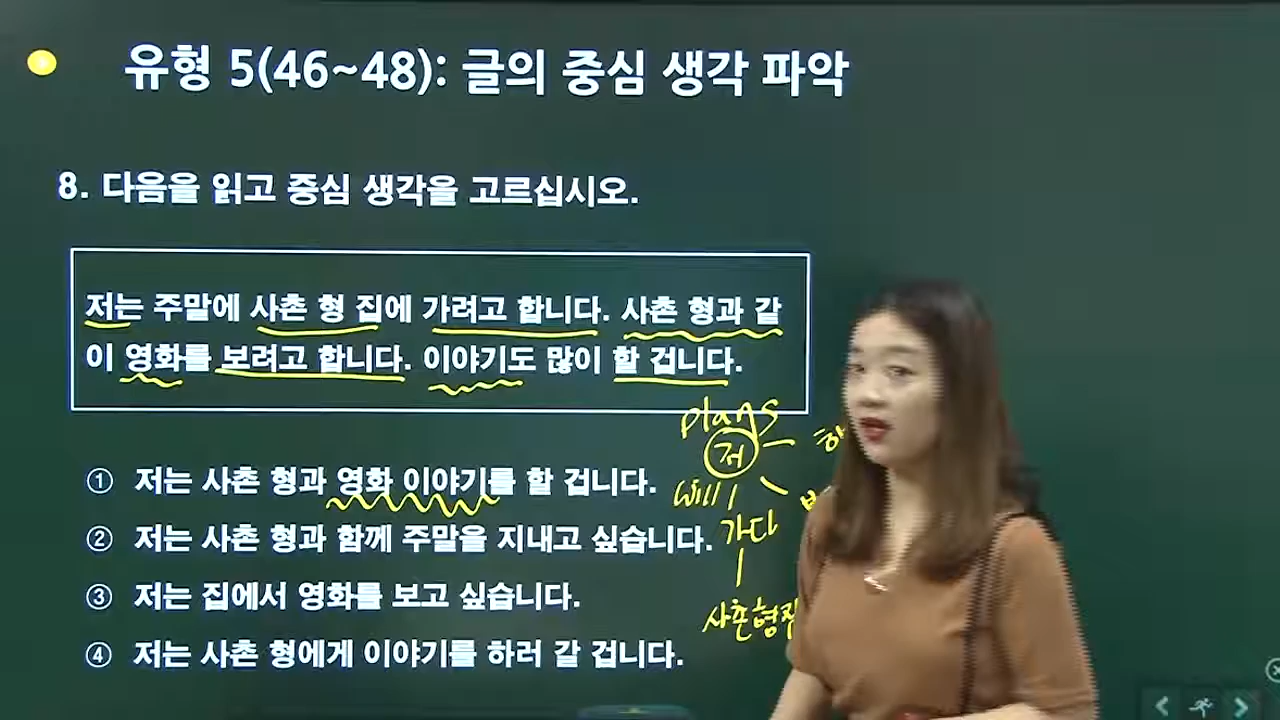 유형 5(46~48): 글의 중심 생각 파악
8. 다음을 읽고 중심 생각을 고르십시오.
저는 주말에 사촌 형 집에 가려고 합니다. 사촌 형과 같
이 영화를 보려고 합니다. 이야기도 많이 할 겁니다.
plans
저
will
가다
사촌형
① 저는 사촌 형과 영화 이야기를 할 겁니다.
② 저는 사촌 형과 함께 주말을 지내고 싶습니다.
③ 저는 집에서 영화를 보고 싶습니다.
④ 저는 사촌 형에게 이야기를 하러 갈 겁니다.